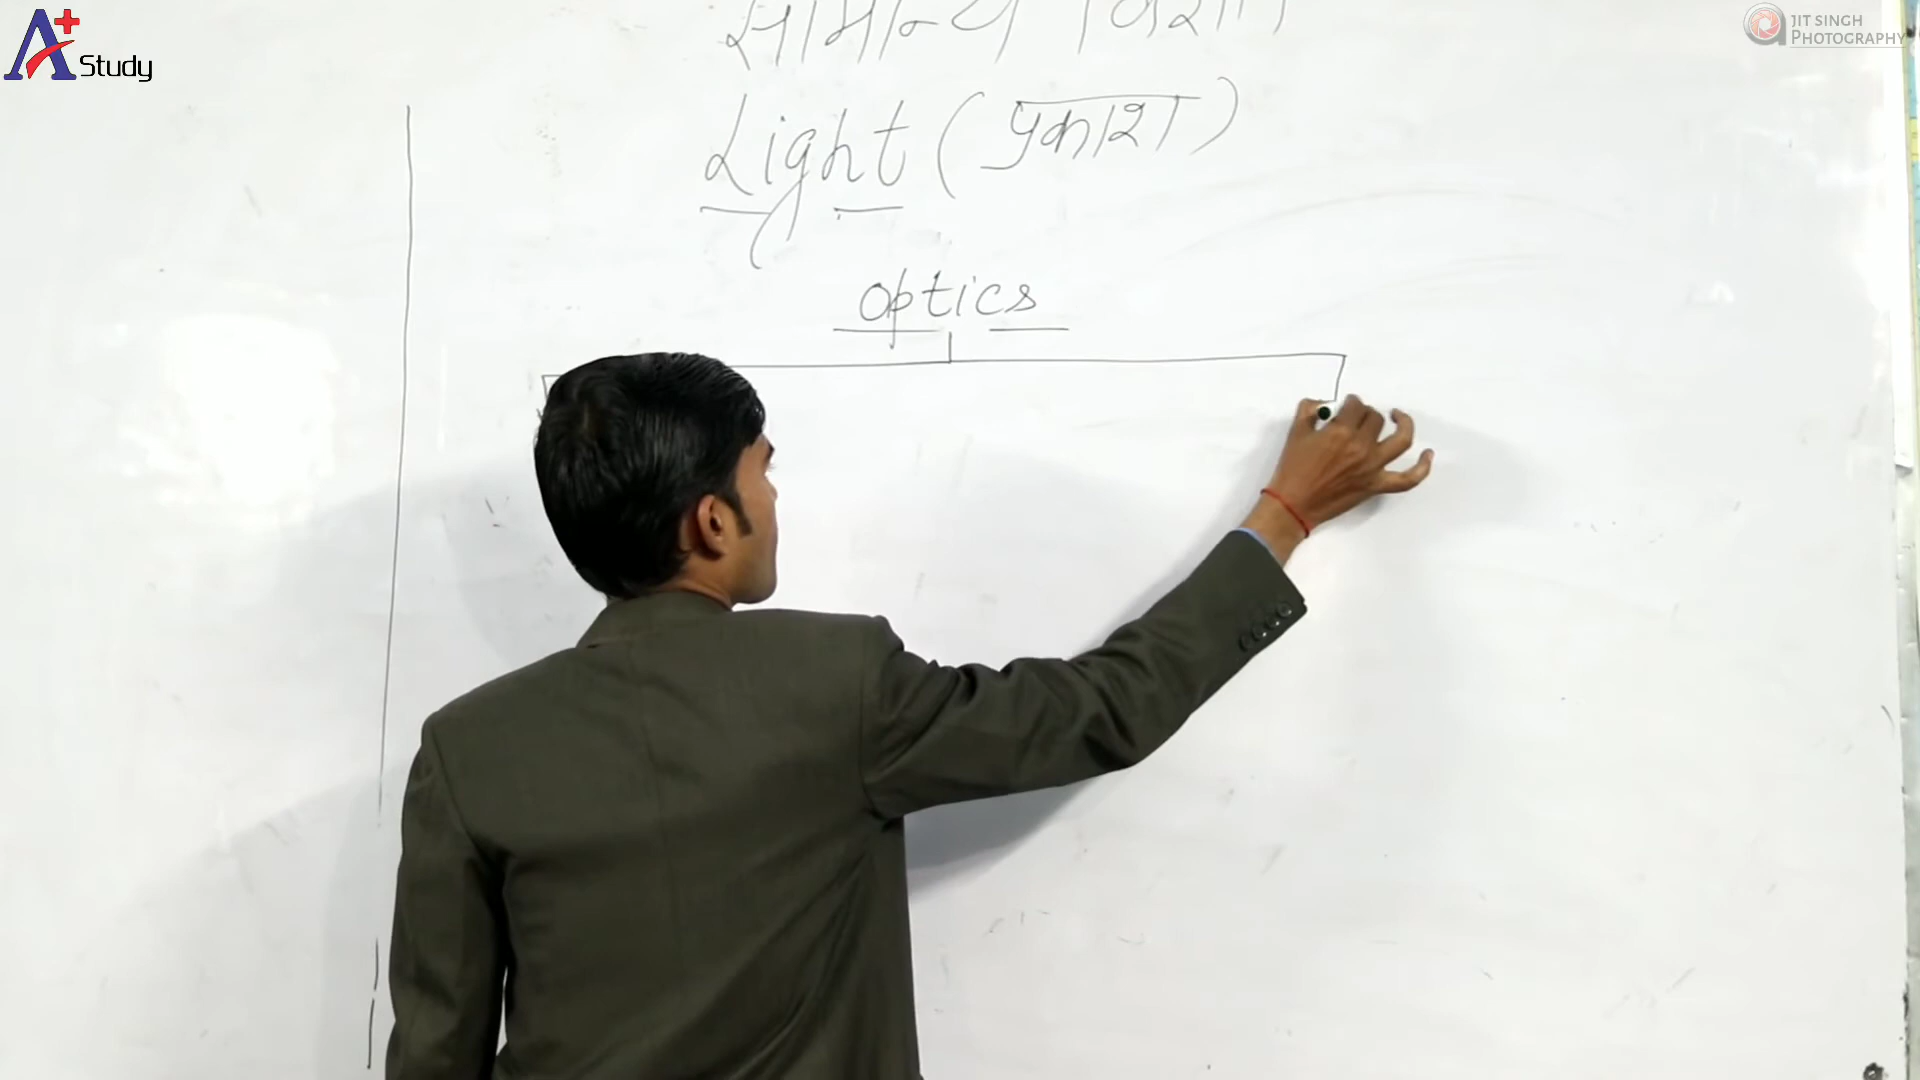 A+ Study
JIT SINGH
PHOTOGRAPHY
सामान्य विज्ञान
Light (प्रकाश)
Optics